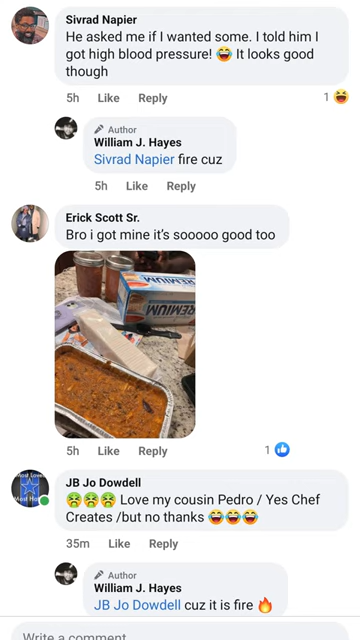 Sivrad Napier
He asked me if I wanted some. I told him I
got high blood pressure! 😂 It looks good
though
5h Like Reply 1 😆
Author
William J. Hayes
Sivrad Napier fire cuz
5h Like Reply
Erick Scott Sr.
Bro i got mine it's sooooo good too
PREMIUM
PREMIUM
5h Like Reply 1 👍
JB Jo Dowdell
🤮🤮🤮 Love my cousin Pedro / Yes Chef
Creates /but no thanks 😂😂😂
35m Like Reply
Author
William J. Hayes
JB Jo Dowdell cuz it is fire 🔥
Write a comment